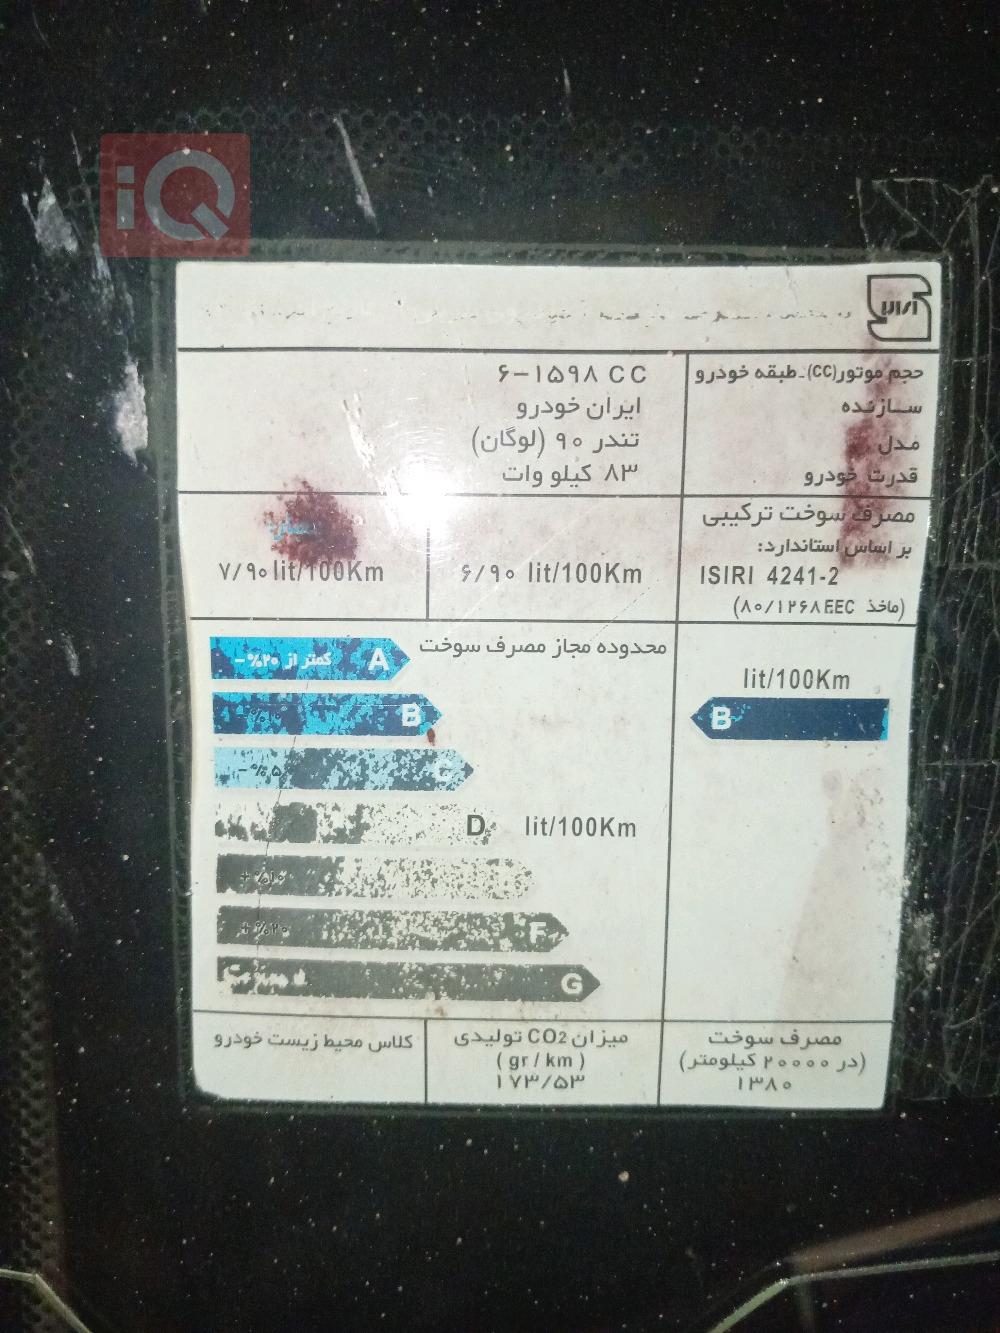 iQ
حجم موتور(CC)-طبقه خودرو
۶-۱۵۹۸ CC
سازنده
ایران خودرو
مدل
تندر ۹۰ (لوگان)
قدرت خودرو
۸۳ کیلو وات
مصرف سوخت ترکیبی
بر اساس استاندارد:
ISIRI 4241-2
(ماخذ ۸۰/۱۲۶۸EEC)
۶/۹۰ lit/100Km
۷/۹۰ lit/100Km
محدوده مجاز مصرف سوخت
lit/100Km
B
A کمتر از ۲۰%-
B
-%۵
D lit/100Km
+%۱۰
F +%۲۰
G
مصرف سوخت
(در ۲۰۰۰۰ کیلومتر)
۱۳۸۰
میزان CO2 تولیدی
( gr / km )
۱۷۳/۵۳
کلاس محیط زیست خودرو